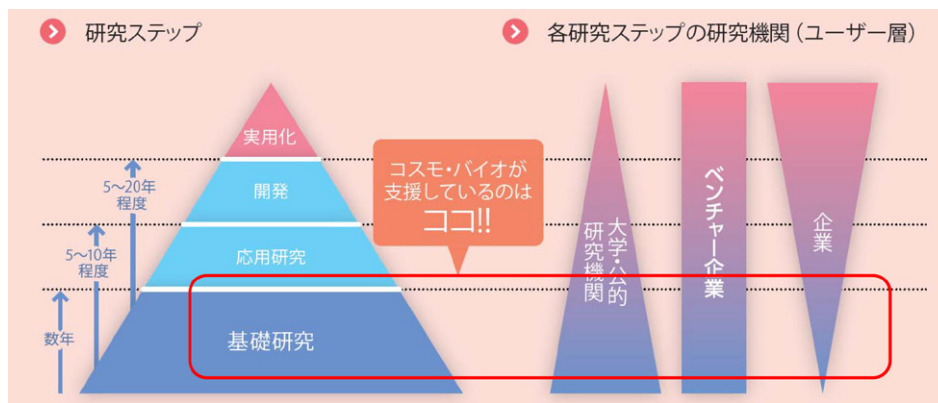 研究ステップ
各研究ステップの研究機関（ユーザー層）
実用化
開発
応用研究
基礎研究
5～20年
程度
5～10年
程度
数年
コスモ・バイオが
支援しているのは
ココ!!
大学・公的
研究機関
ベンチャー企業
企業